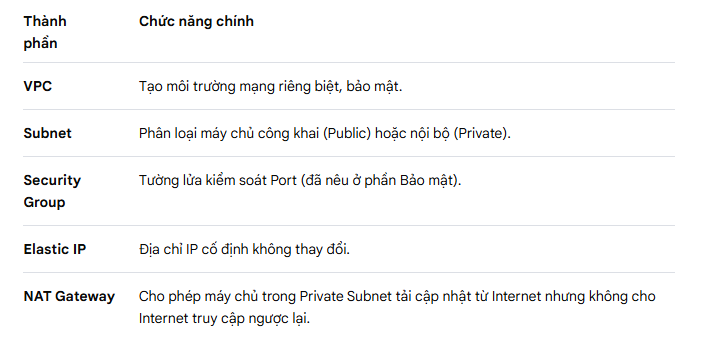 Thành phần
Chức năng chính
VPC
Tạo môi trường mạng riêng biệt, bảo mật.
Subnet
Phân loại máy chủ công khai (Public) hoặc nội bộ (Private).
Security Group
Tường lửa kiểm soát Port (đã nêu ở phần Bảo mật).
Elastic IP
Địa chỉ IP cố định không thay đổi.
NAT Gateway
Cho phép máy chủ trong Private Subnet tải cập nhật từ Internet nhưng không cho
Internet truy cập ngược lại.